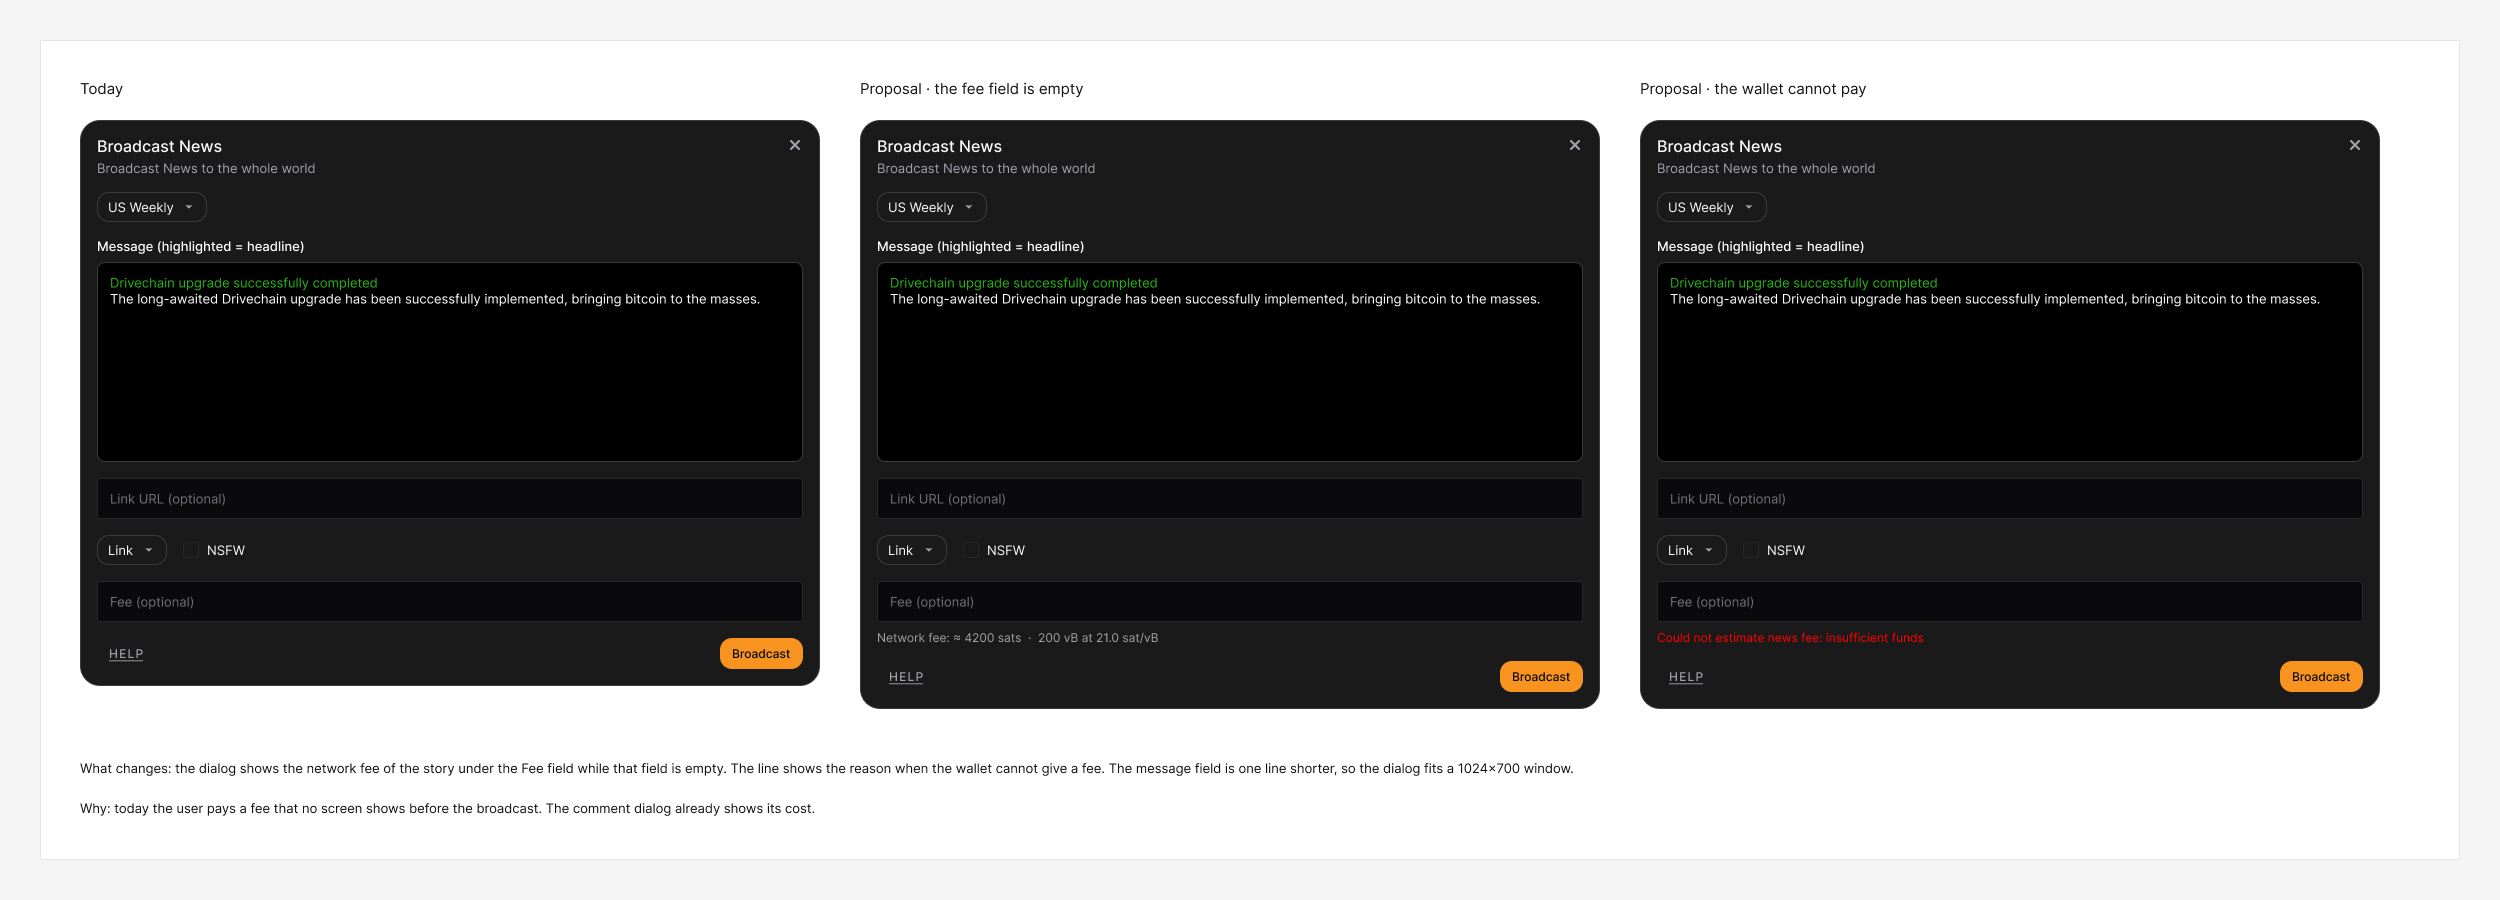 Today
Broadcast News
Broadcast News to the whole world
US Weekly
Message (highlighted = headline)
Drivechain upgrade successfully completed
The long-awaited Drivechain upgrade has been successfully implemented, bringing bitcoin to the masses.
Link URL (optional)
Link
NSFW
Fee (optional)
HELP
Broadcast
Proposal · the fee field is empty
Broadcast News
Broadcast News to the whole world
US Weekly
Message (highlighted = headline)
Drivechain upgrade successfully completed
The long-awaited Drivechain upgrade has been successfully implemented, bringing bitcoin to the masses.
Link URL (optional)
Link
NSFW
Fee (optional)
Network fee: ≈ 4200 sats · 200 vB at 21.0 sat/vB
HELP
Broadcast
Proposal · the wallet cannot pay
Broadcast News
Broadcast News to the whole world
US Weekly
Message (highlighted = headline)
Drivechain upgrade successfully completed
The long-awaited Drivechain upgrade has been successfully implemented, bringing bitcoin to the masses.
Link URL (optional)
Link
NSFW
Fee (optional)
Could not estimate news fee: insufficient funds
HELP
Broadcast
What changes: the dialog shows the network fee of the story under the Fee field while that field is empty. The line shows the reason when the wallet cannot give a fee. The message field is one line shorter, so the dialog fits a 1024×700 window.
Why: today the user pays a fee that no screen shows before the broadcast. The comment dialog already shows its cost.